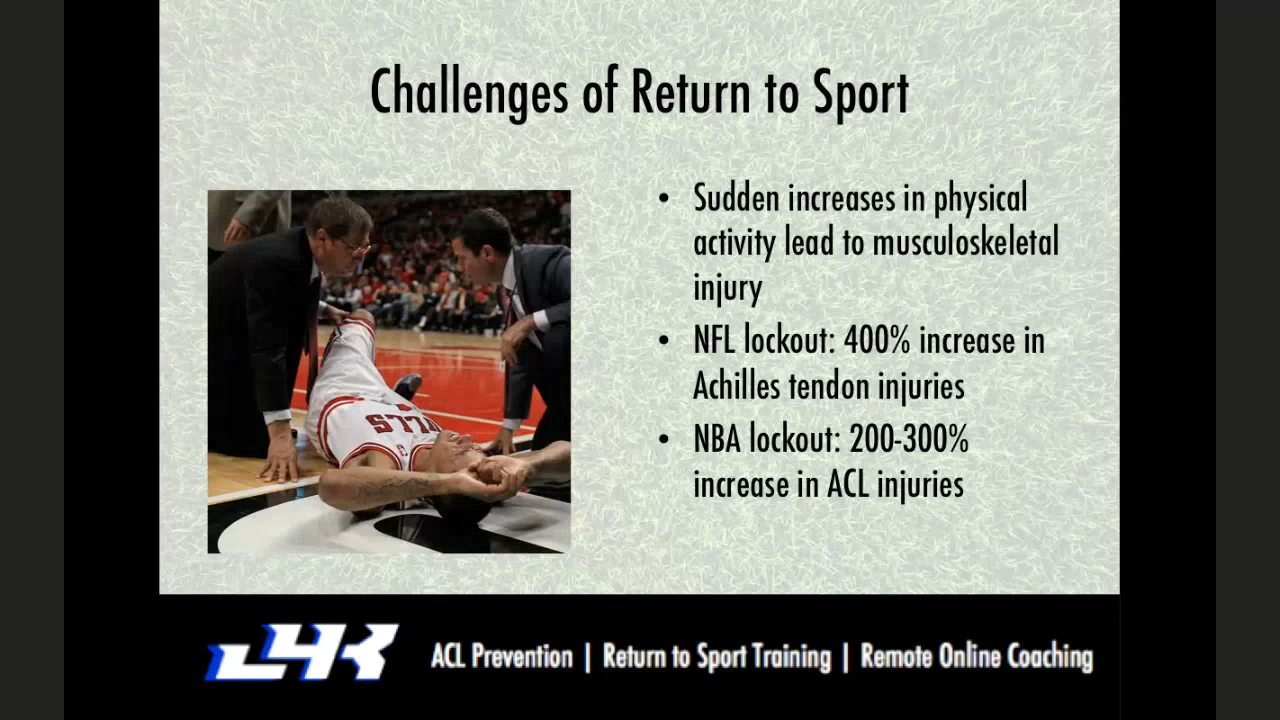 Challenges of Return to Sport
• Sudden increases in physical
activity lead to musculoskeletal
injury
• NFL lockout: 400% increase in
Achilles tendon injuries
• NBA lockout: 200-300%
increase in ACL injuries
LLS
J4K
ACL Prevention | Return to Sport Training | Remote Online Coaching